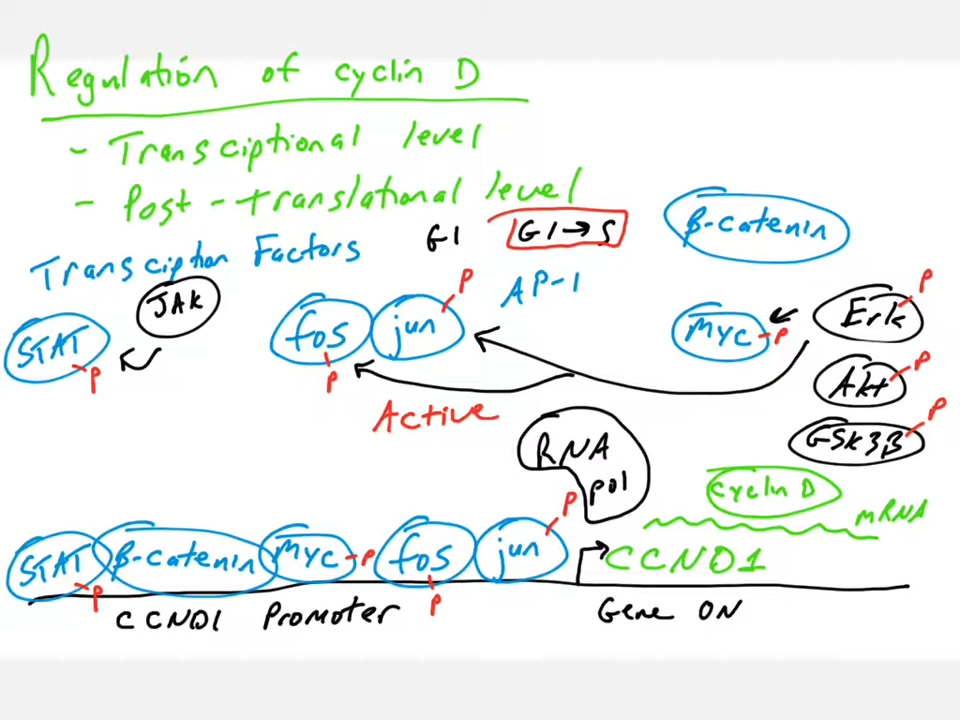 Regulation of cyclin D
- Transciptional level
- Post-translational level
G1 G1→S
β-catenin
Transciption Factors
JAK
STAT
P
fos
P
jun
P
AP-1
Myc
P
Erk
P
Akt
P
GSK3β
P
Active
RNA
pol
cyclin D
mRNA
STAT
P
β-catenin
Myc
P
fos
P
jun
P
CCND1
CCND1 Promoter
Gene ON